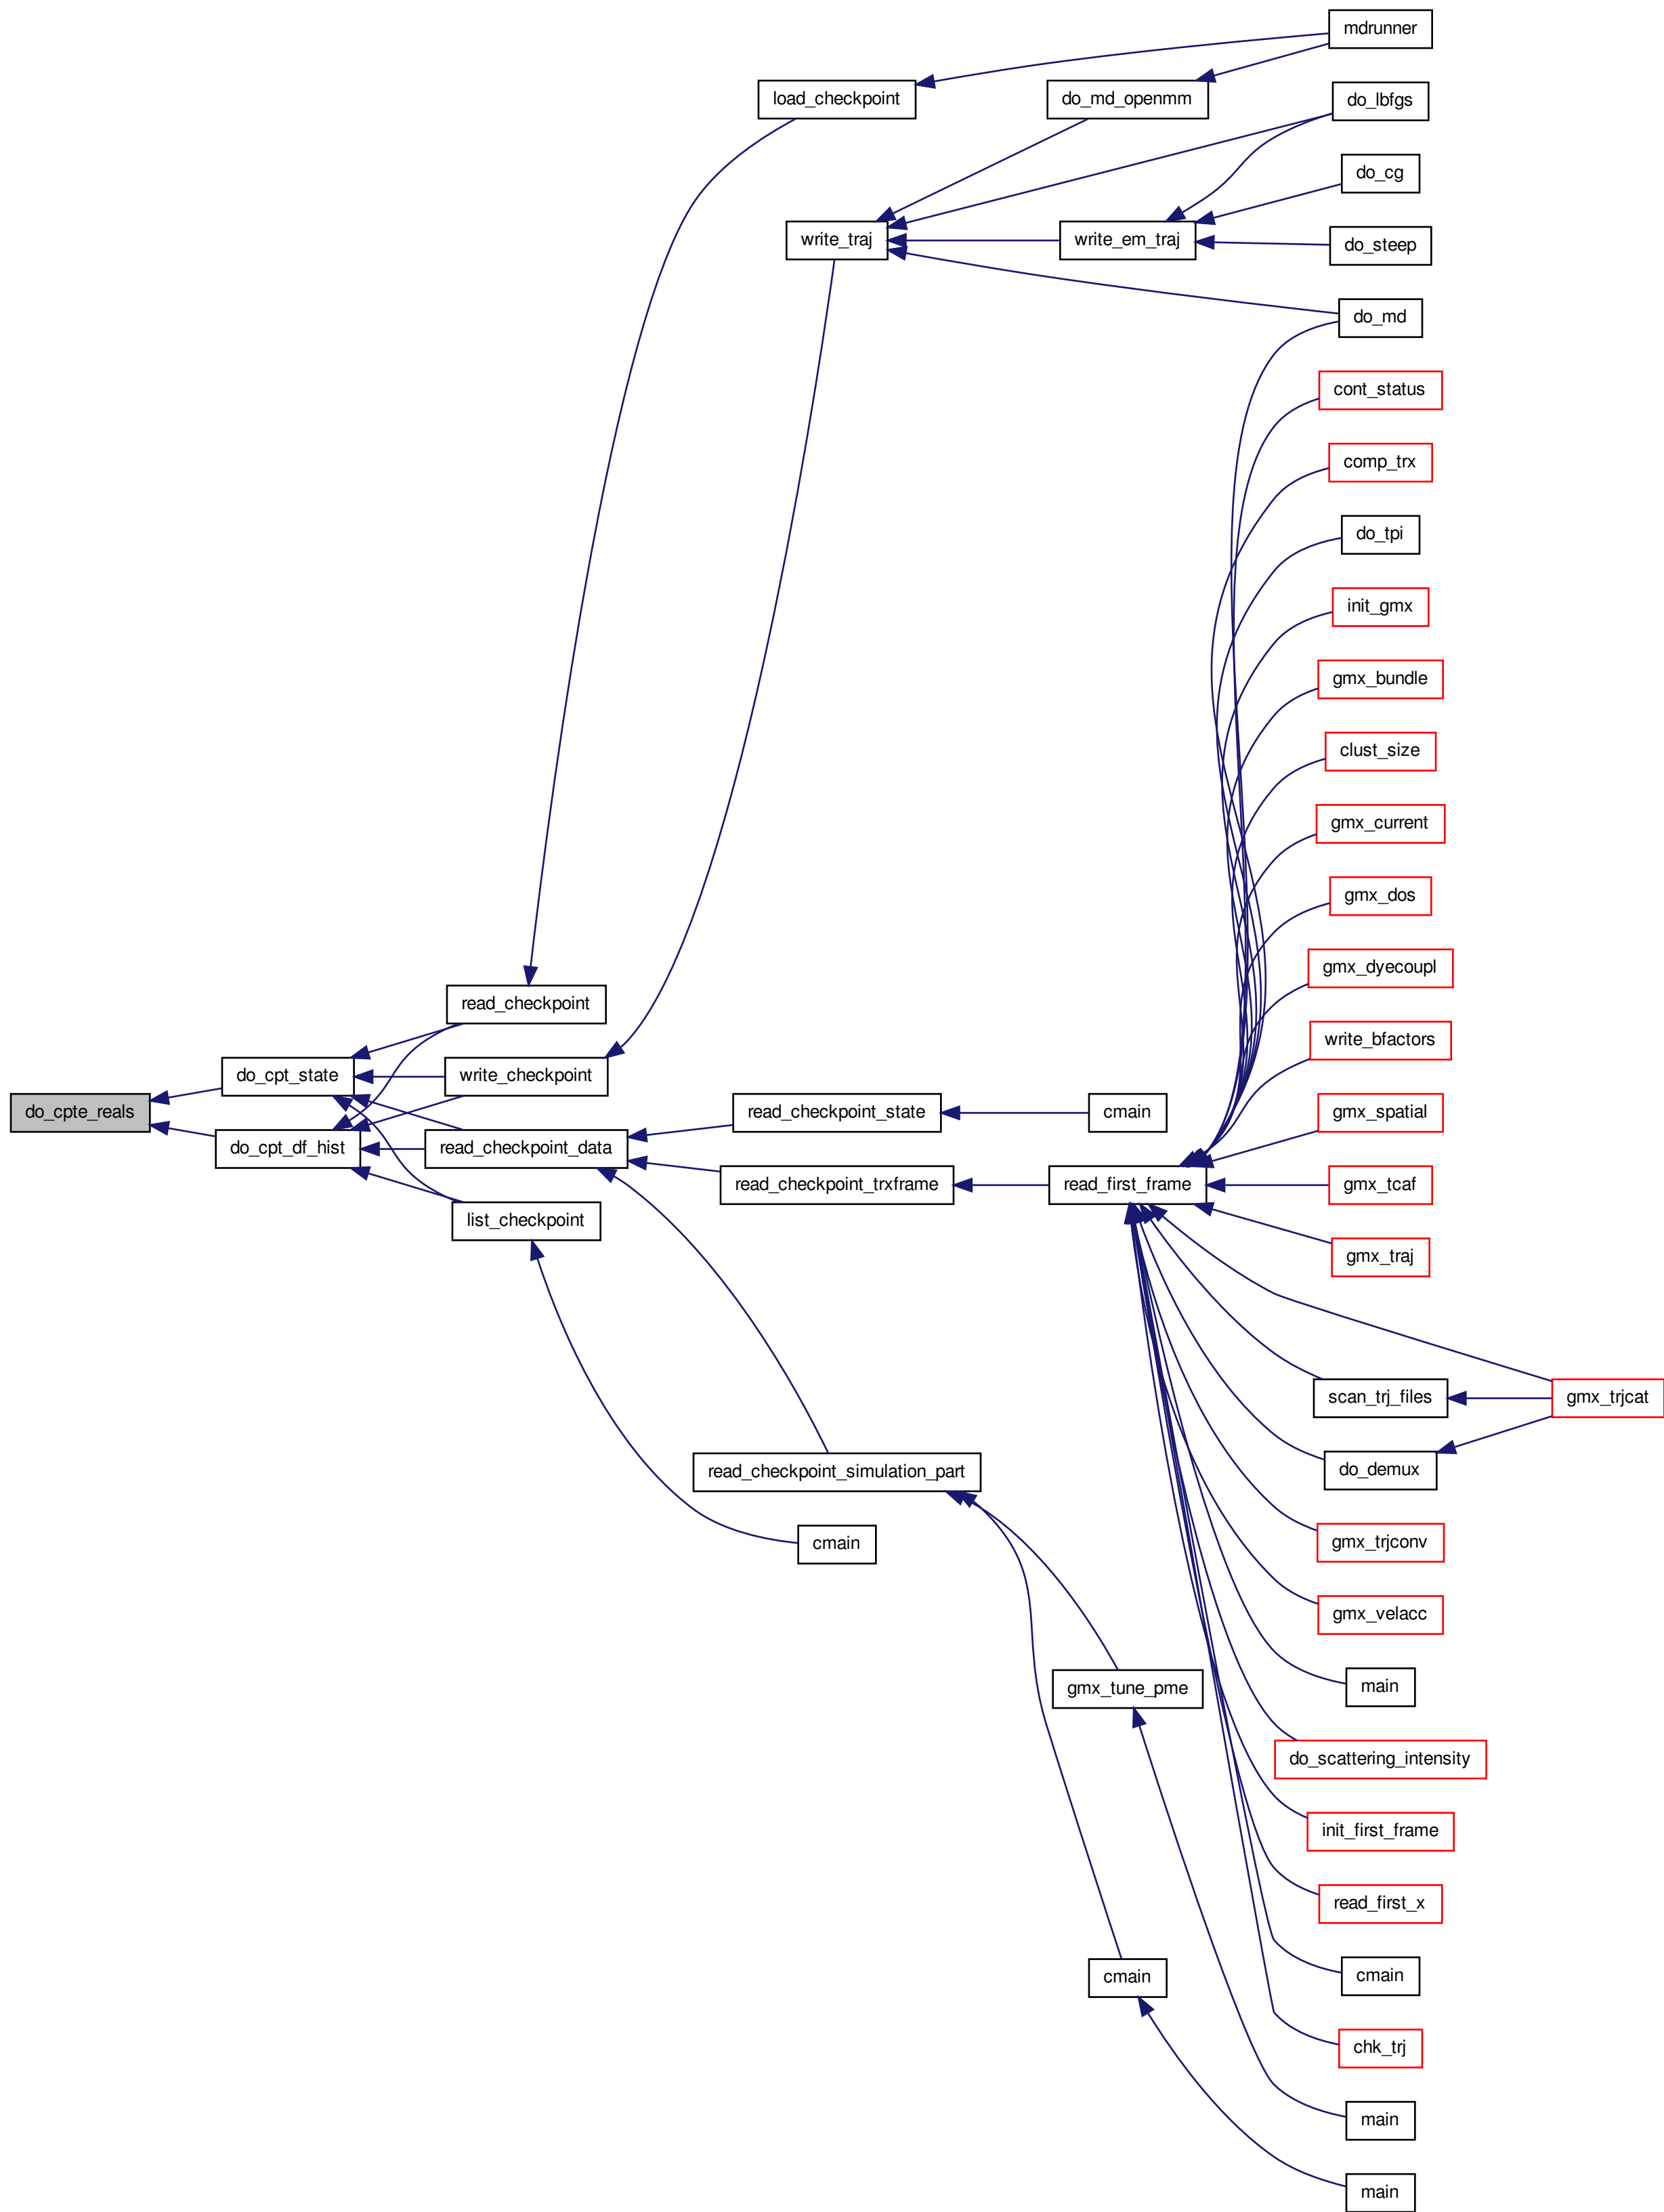 mdrunner
load_checkpoint
do_md_openmm
do_lbfgs
do_cg
write_traj
write_em_traj
do_steep
do_md
cont_status
comp_trx
do_tpi
init_gmx
gmx_bundle
clust_size
gmx_current
gmx_dos
gmx_dyecoupl
read_checkpoint
write_bfactors
do_cpt_state
write_checkpoint
do_cpte_reals
read_checkpoint_state
cmain
gmx_spatial
do_cpt_df_hist
read_checkpoint_data
read_checkpoint_trxframe
read_first_frame
gmx_tcaf
list_checkpoint
gmx_traj
scan_trj_files
gmx_trjcat
read_checkpoint_simulation_part
do_demux
cmain
gmx_trjconv
gmx_velacc
gmx_tune_pme
main
do_scattering_intensity
init_first_frame
read_first_x
cmain
cmain
chk_trj
main
main